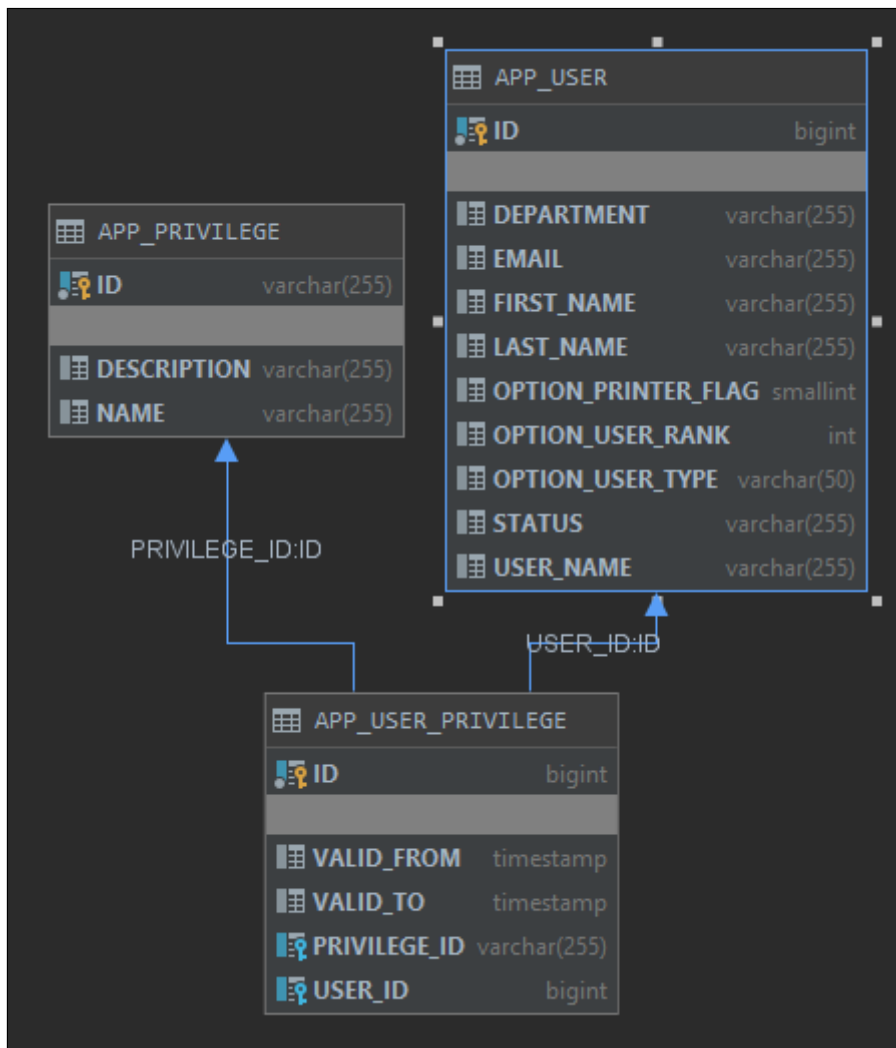 APP_USER
ID bigint
DEPARTMENT varchar(255)
EMAIL varchar(255)
FIRST_NAME varchar(255)
LAST_NAME varchar(255)
OPTION_PRINTER_FLAG smallint
OPTION_USER_RANK int
OPTION_USER_TYPE varchar(50)
STATUS varchar(255)
USER_NAME varchar(255)
APP_PRIVILEGE
ID varchar(255)
DESCRIPTION varchar(255)
NAME varchar(255)
PRIVILEGE_ID:ID
USER_ID:ID
APP_USER_PRIVILEGE
ID bigint
VALID_FROM timestamp
VALID_TO timestamp
PRIVILEGE_ID varchar(255)
USER_ID bigint